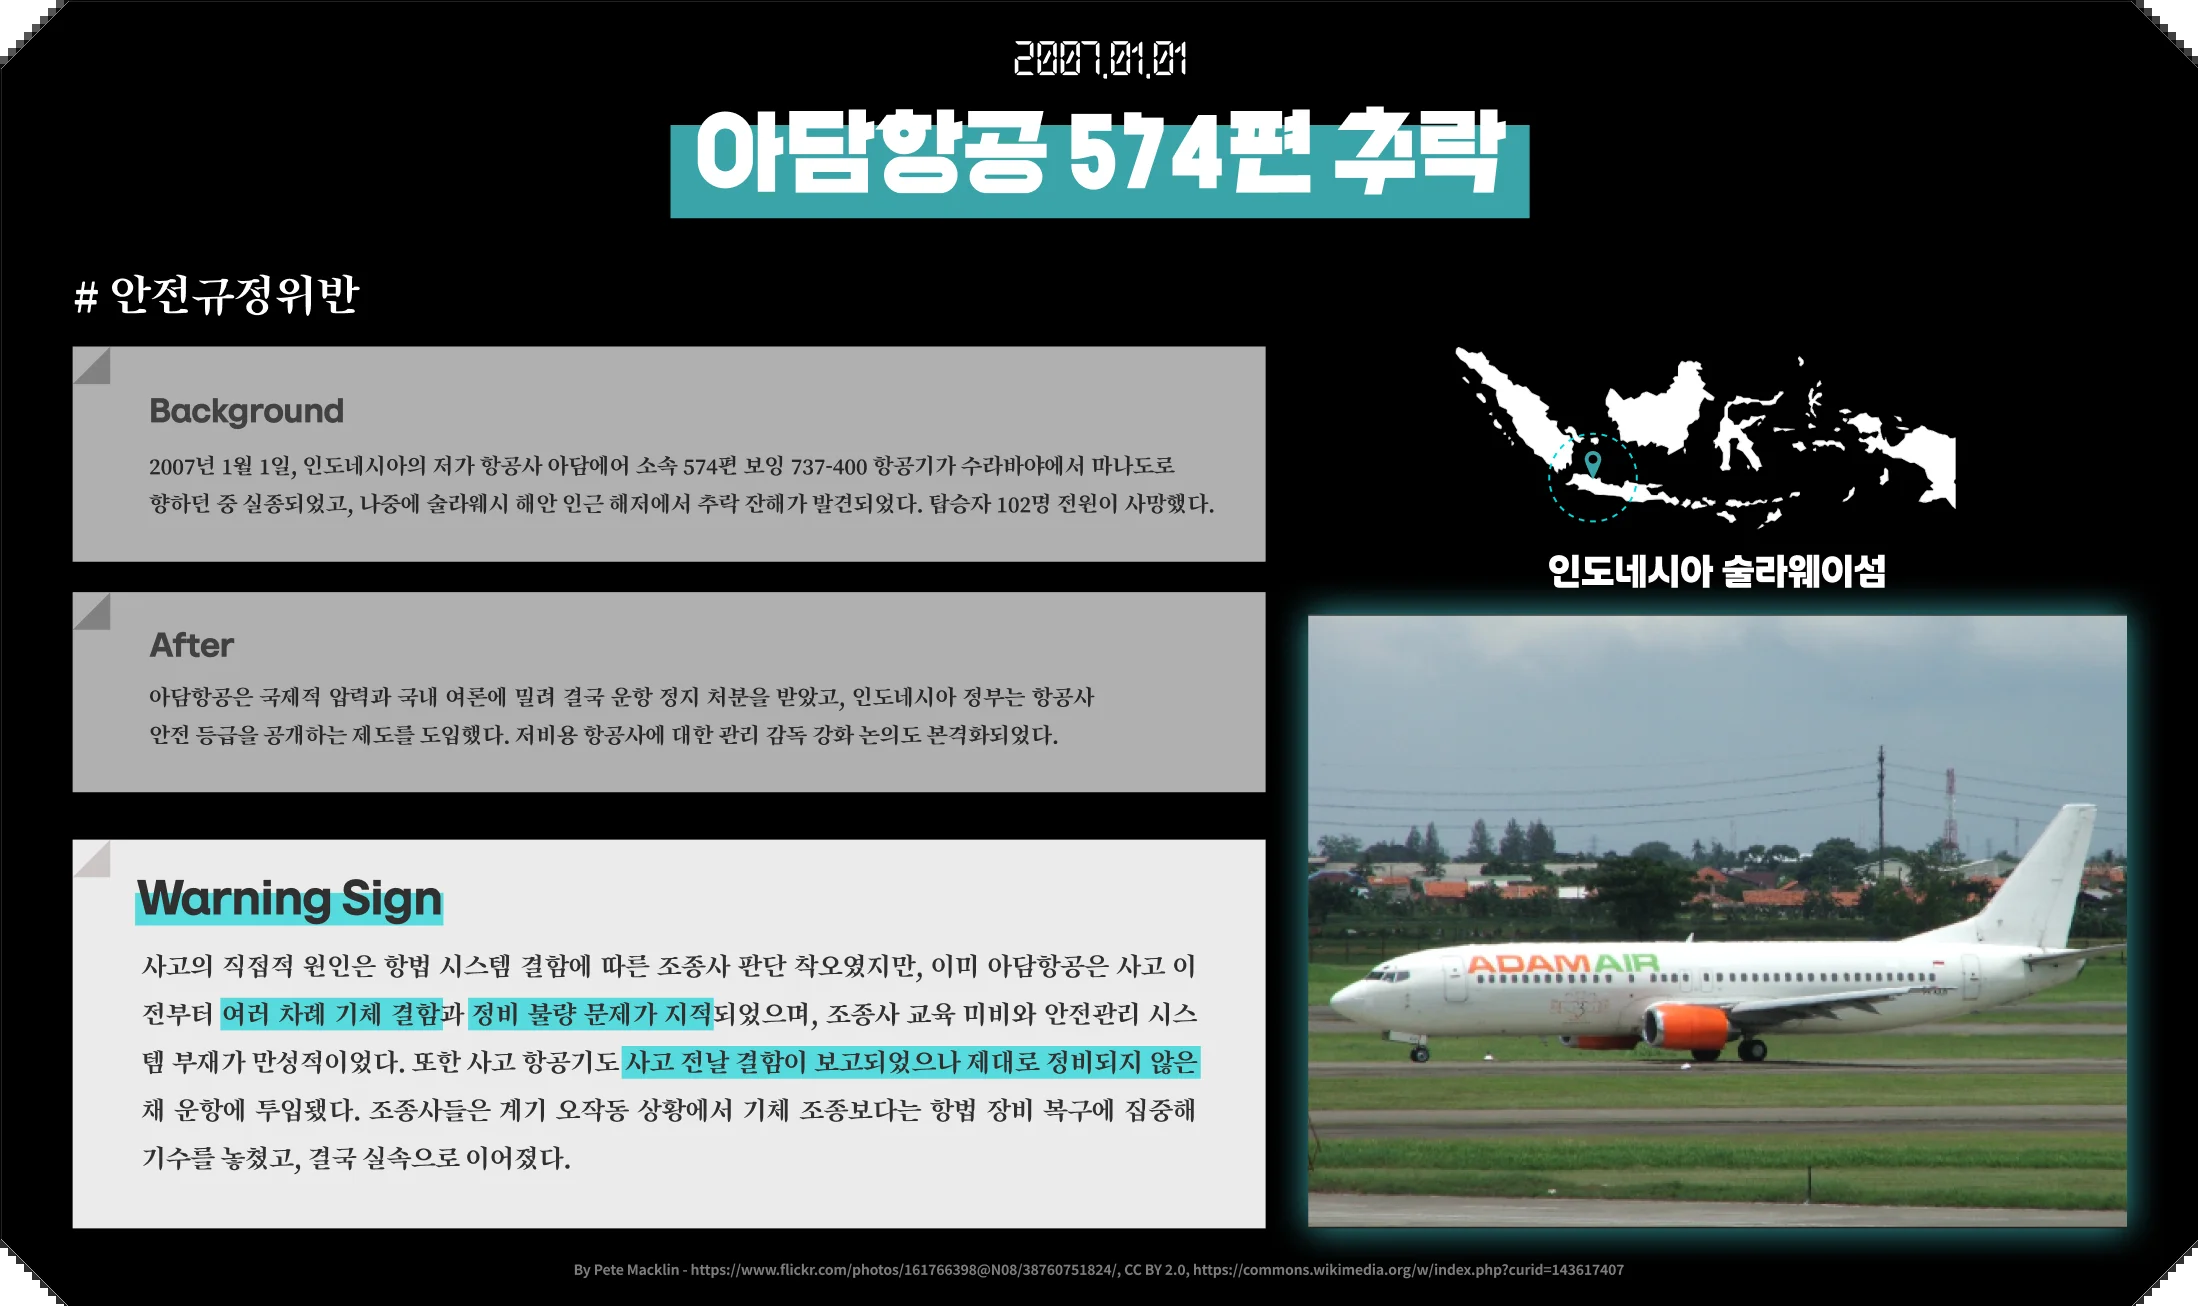 2007.01.01
아담항공 574편 추락
# 안전규정위반
Background
2007년 1월 1일, 인도네시아의 저가 항공사 아담에어 소속 574편 보잉 737-400 항공기가 수라바야에서 마나도로
향하던 중 실종되었고, 나중에 술라웨시 해안 인근 해저에서 추락 잔해가 발견되었다. 탑승자 102명 전원이 사망했다.
After
아담항공은 국제적 압력과 국내 여론에 밀려 결국 운항 정지 처분을 받았고, 인도네시아 정부는 항공사
안전 등급을 공개하는 제도를 도입했다. 저비용 항공사에 대한 관리 감독 강화 논의도 본격화되었다.
Warning Sign
사고의 직접적 원인은 항법 시스템 결함에 따른 조종사 판단 착오였지만, 이미 아담항공은 사고 이
전부터 여러 차례 기체 결함과 정비 불량 문제가 지적되었으며, 조종사 교육 미비와 안전관리 시스
템 부재가 만성적이었다. 또한 사고 항공기도 사고 전날 결함이 보고되었으나 제대로 정비되지 않은
채 운항에 투입됐다. 조종사들은 계기 오작동 상황에서 기체 조종보다는 항법 장비 복구에 집중해
기수를 놓쳤고, 결국 실속으로 이어졌다.
인도네시아 술라웨이섬
ADAMAIR
By Pete Macklin - https://www.flickr.com/photos/161766398@N08/38760751824/, CC BY 2.0, https://commons.wikimedia.org/w/index.php?curid=143617407